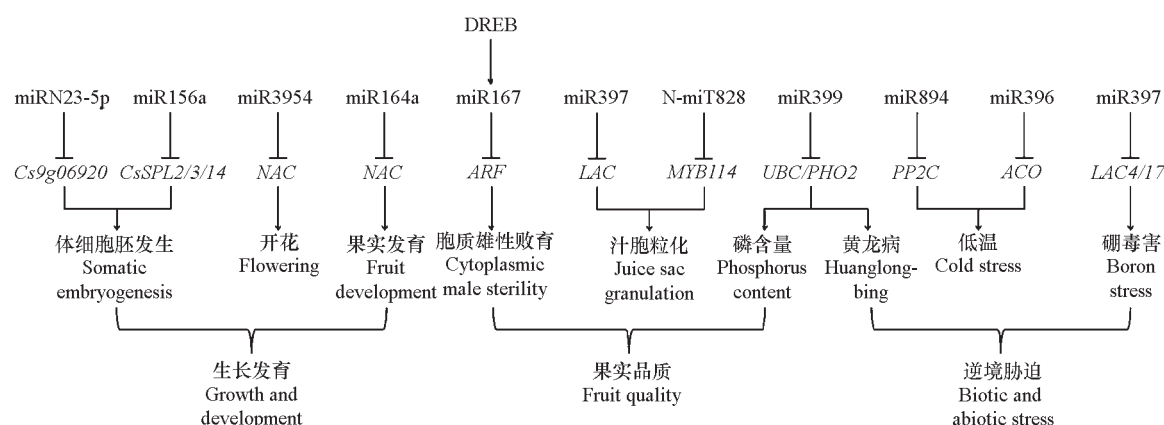 DREB
miRN23-5p miR156a miR3954 miR164a miR167 miR397 N-miT828 miR399 miR894 miR396 miR397
Cs9g06920 CsSPL2/3/14 NAC NAC ARF LAC MYB114 UBC/PHO2 PP2C ACO LAC4/17
体细胞胚发生
Somatic
embryogenesis
开花
Flowering
果实发育
Fruit
development
胞质雄性败育
Cytoplasmic
male sterility
汁胞粒化
Juice sac
granulation
磷含量
Phosphorus
content
黄龙病
Huanglong-
bing
低温
Cold stress
硼毒害
Boron
stress
生长发育
Growth and
development
果实品质
Fruit quality
逆境胁迫
Biotic and
abiotic stress